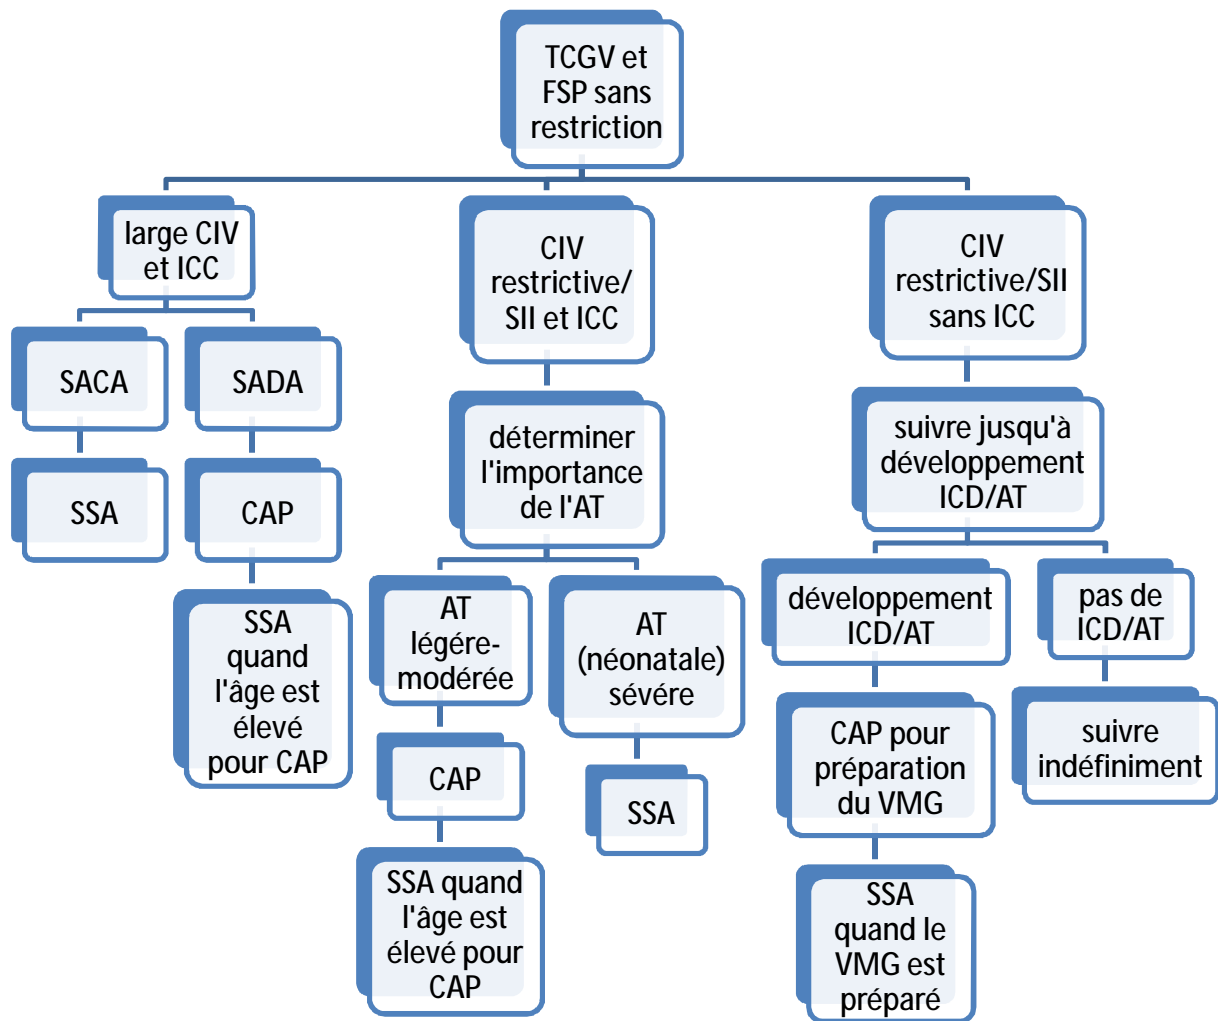 TCGV et
FSP sans
restriction
large CIV
et ICC
SACA
SSA
SADA
CAP
SSA
quand
l'âge est
élevé
pour CAP
CIV
restrictive/
SII et ICC
déterminer
l'importance
de l'AT
AT
légére-
modérée
CAP
SSA quand
l'âge est
élevé pour
CAP
AT
(néonatale)
sévére
SSA
CIV
restrictive/SII
sans ICC
suivre jusqu'à
développement
ICD/AT
développement
ICD/AT
CAP pour
préparation
du VMG
SSA
quand le
VMG est
préparé
pas de
ICD/AT
suivre
indéfiniment